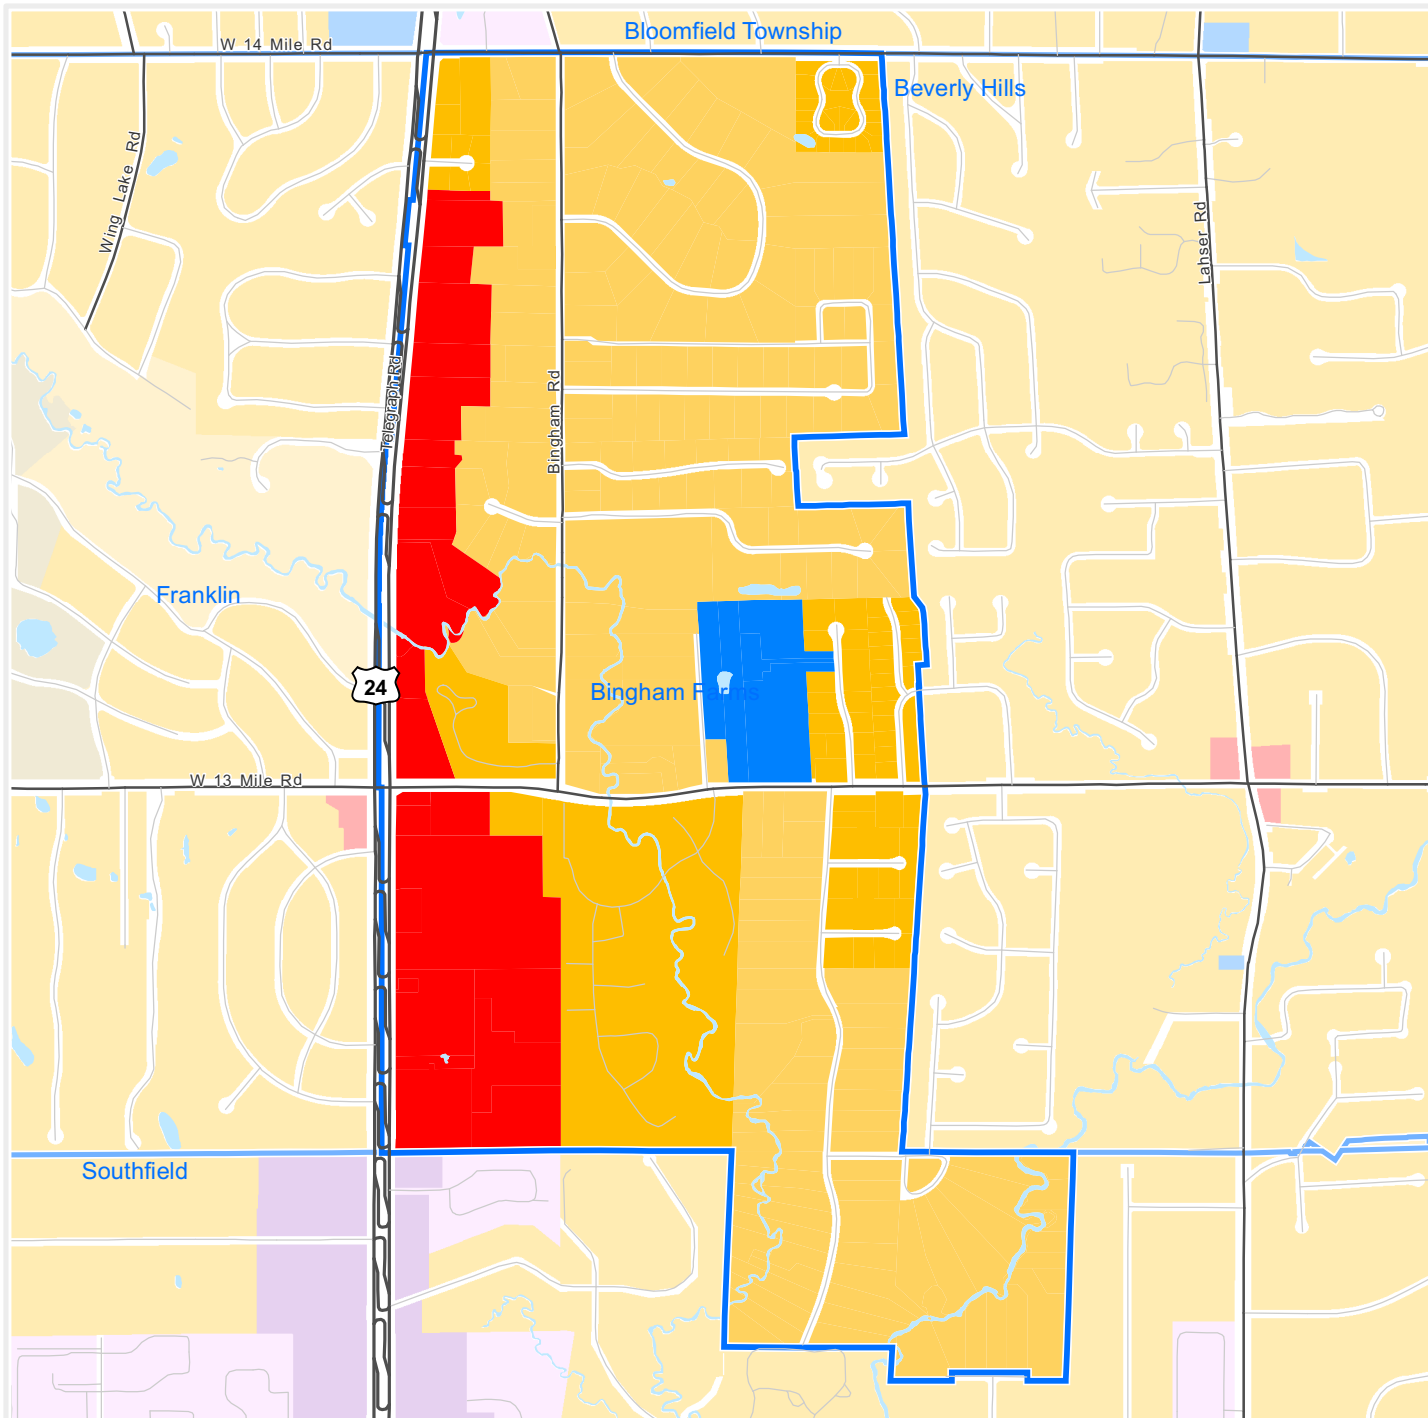 Bloomfield Township
W 14 Mile Rd
Beverly Hills
Wing Lake Rd
Lahser Rd
Telegraph Rd
Bingham Rd
Franklin
24
Bingham Farms
W 13 Mile Rd
Southfield